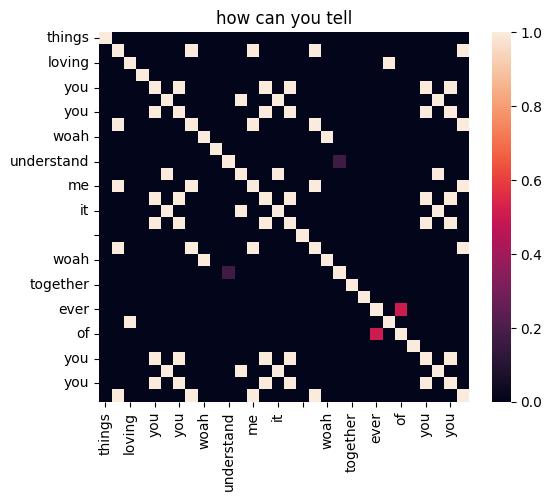 how can you tell
things
loving
you
you
woah
understand
me
it
woah
together
ever
of
you
you
1.0
0.8
0.6
0.4
0.2
0.0
things
loving
you
you
woah
understand
me
it
woah
together
ever
of
you
you